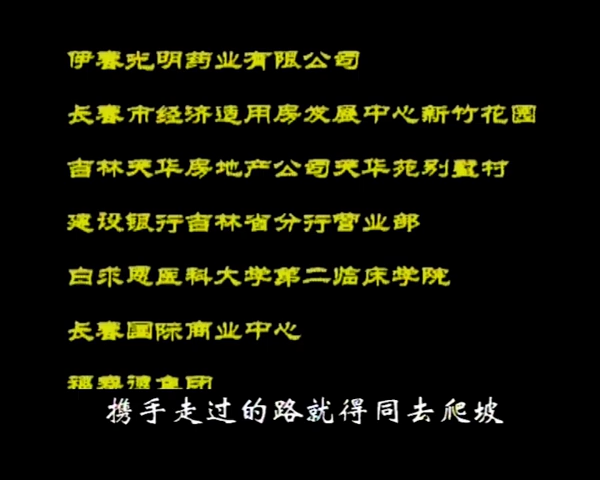 伊春光明药业有限公司
长春市经济适用房发展中心新竹花园
吉林天华房地产公司天华苑别墅村
建设银行吉林省分行营业部
白求恩医科大学第二临床学院
长春国际商业中心
集团
携手走过的路就得同去爬坡